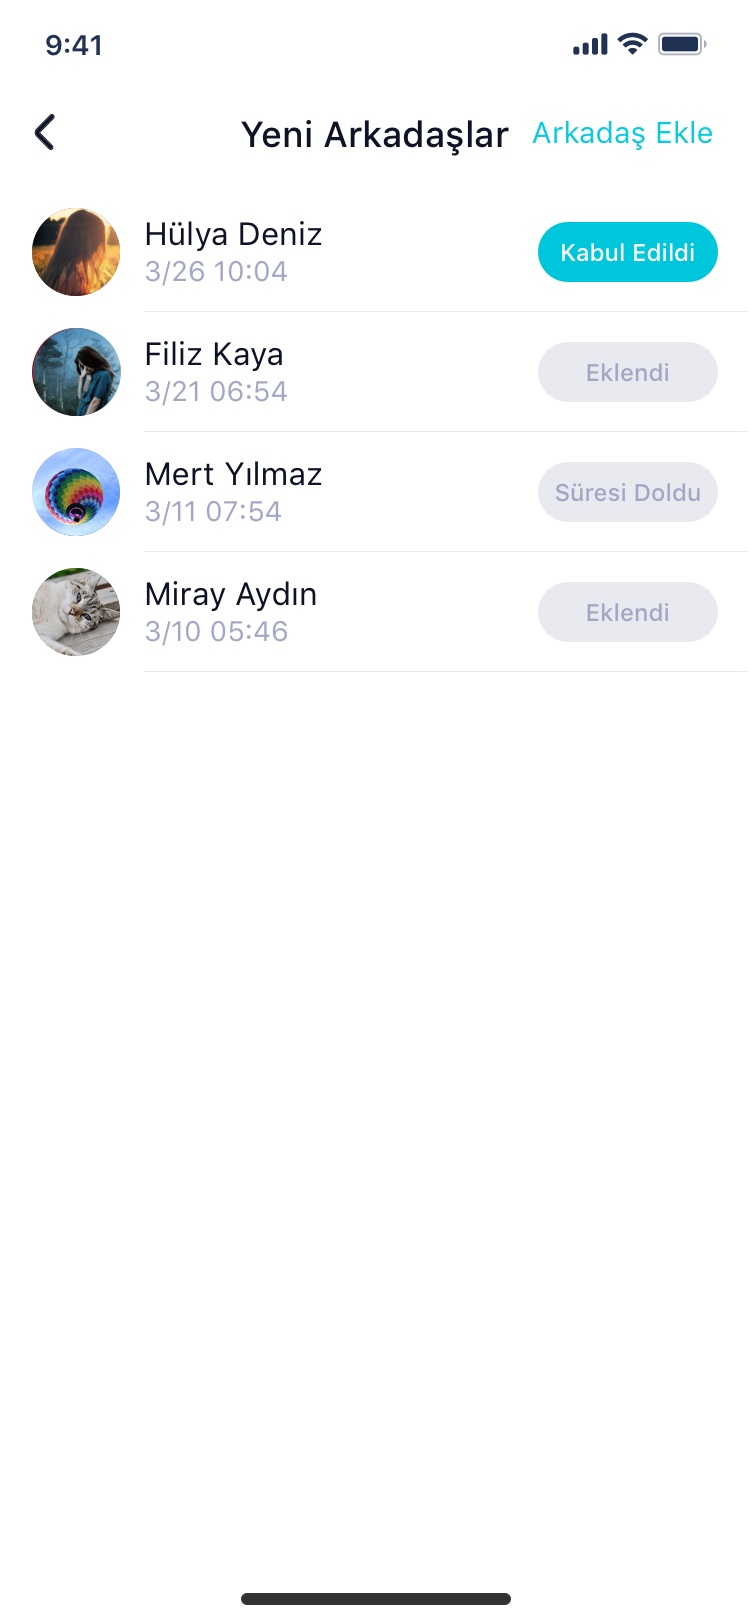 9:41
Yeni Arkadaşlar
Arkadaş Ekle
Hülya Deniz
3/26 10:04
Kabul Edildi
Filiz Kaya
3/21 06:54
Eklendi
Mert Yılmaz
3/11 07:54
Süresi Doldu
Miray Aydın
3/10 05:46
Eklendi